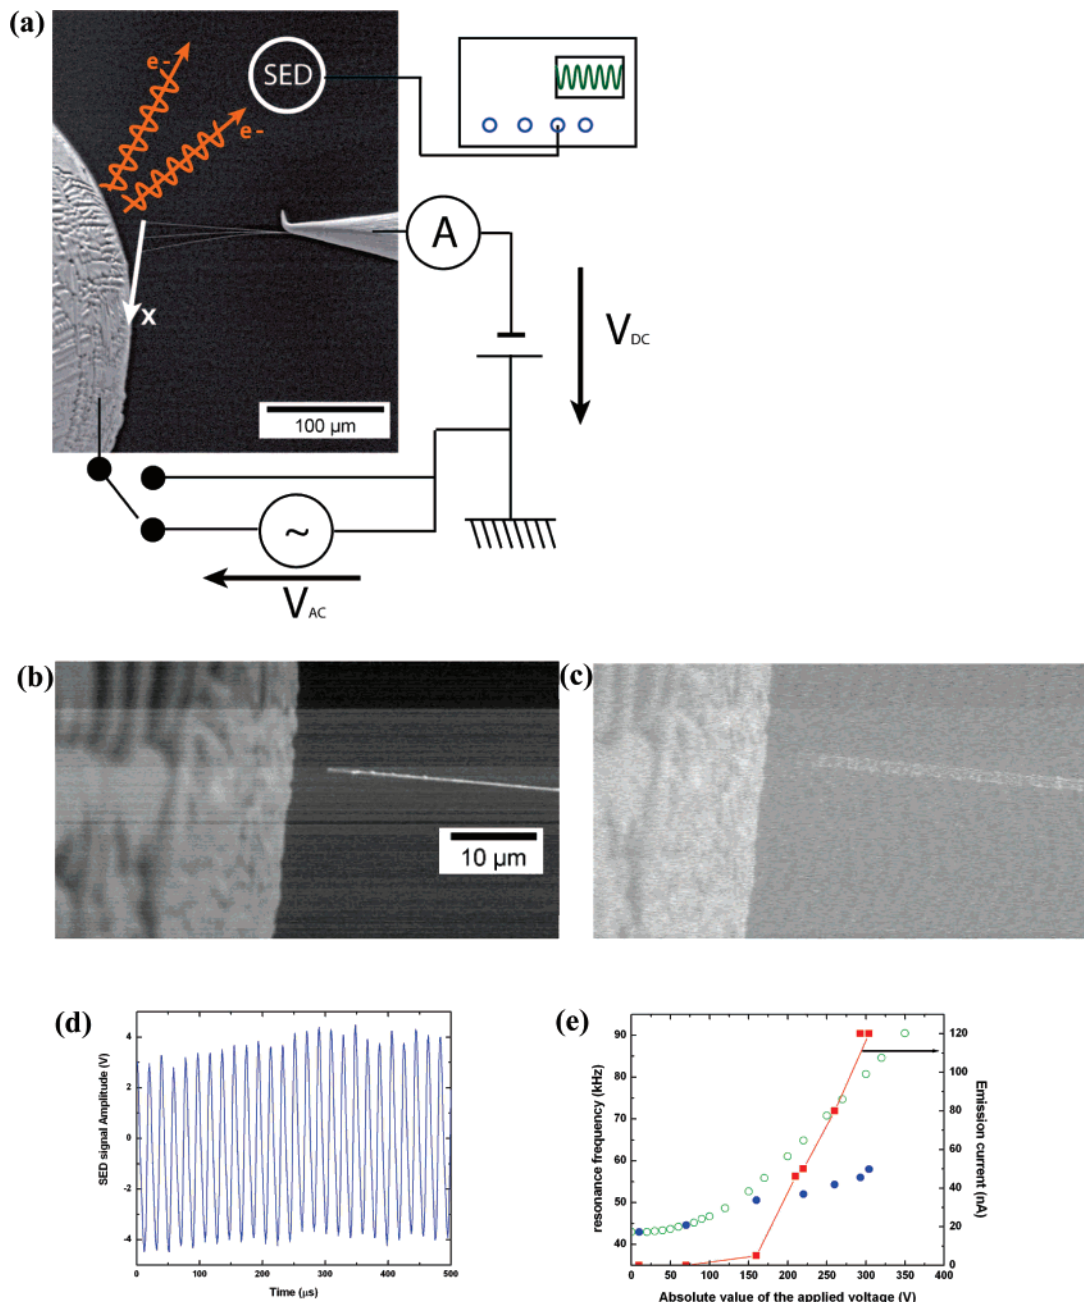 (a)
e-
SED
e-
A
x
V DC
100 µm
~
V AC
(b)
(c)
10 µm
(d)
SED signal Amplitude (V)
4
2
0
-2
-4
0 100 200 300 400 500
Time (µs)
(e)
resonance frequency (kHz)
90
80
70
60
50
40
120
100
80
60
40
20
0
Emission current (nA)
0 50 100 150 200 250 300 350 400
Absolute value of the applied voltage (V)